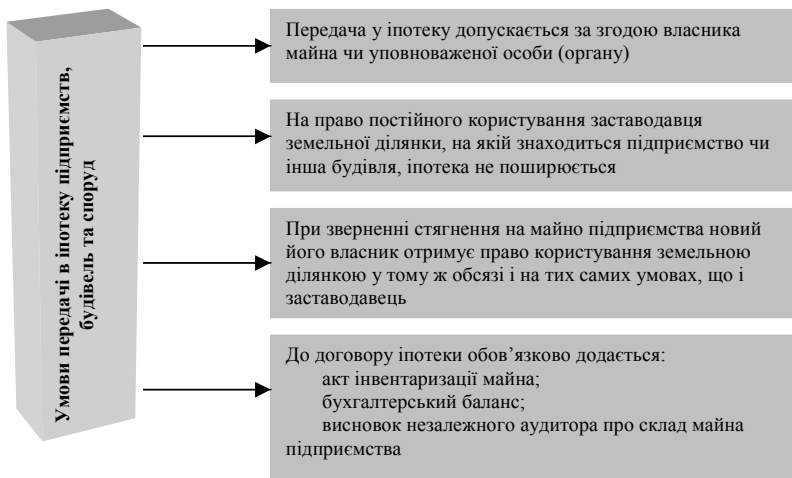 Умови передачі в іпотеку підприємств,
будівель та споруд
Передача у іпотеку допускається за згодою власника
майна чи уповноваженої особи (органу)
На право постійного користування заставодавця
земельної ділянки, на якій знаходиться підприємство чи
інша будівля, іпотека не поширюється
При зверненні стягнення на майно підприємства новий
його власник отримує право користування земельною
ділянкою у тому ж обсязі і на тих самих умовах, що і
заставодавець
До договору іпотеки обов’язково додається:
акт інвентаризації майна;
бухгалтерський баланс;
висновок незалежного аудитора про склад майна
підприємства